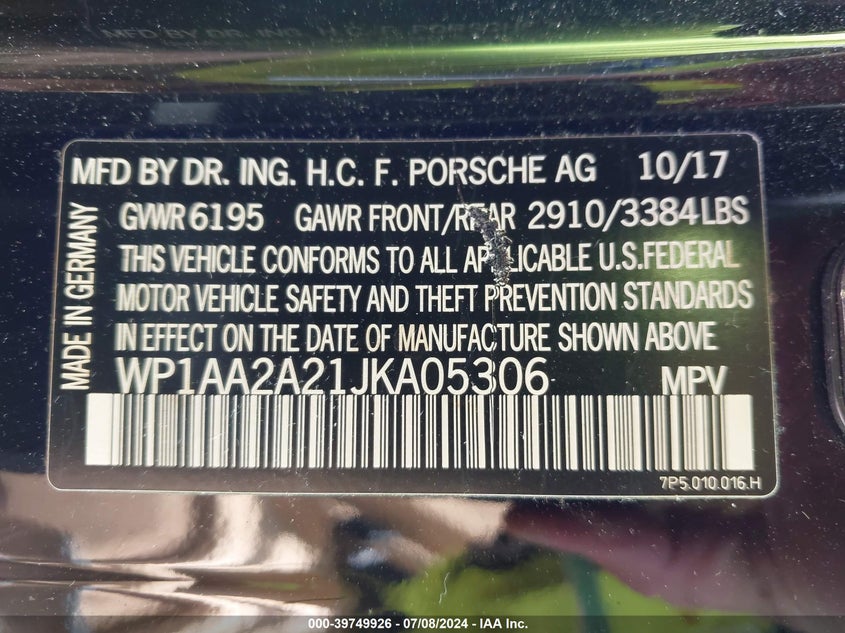 MFD BY DR. ING. H.C. F. PORSCHE AG 10/17
GVWR 6195 GAWR FRONT/REAR 2910/3384LBS
THIS VEHICLE CONFORMS TO ALL APPLICABLE U.S.FEDERAL
MOTOR VEHICLE SAFETY AND THEFT PREVENTION STANDARDS
IN EFFECT ON THE DATE OF MANUFACTURE SHOWN ABOVE
WP1AA2A21JKA05306 MPV
7P5.010.016.H
MADE IN GERMANY
000-39749926 - 07/08/2024 - IAA Inc.